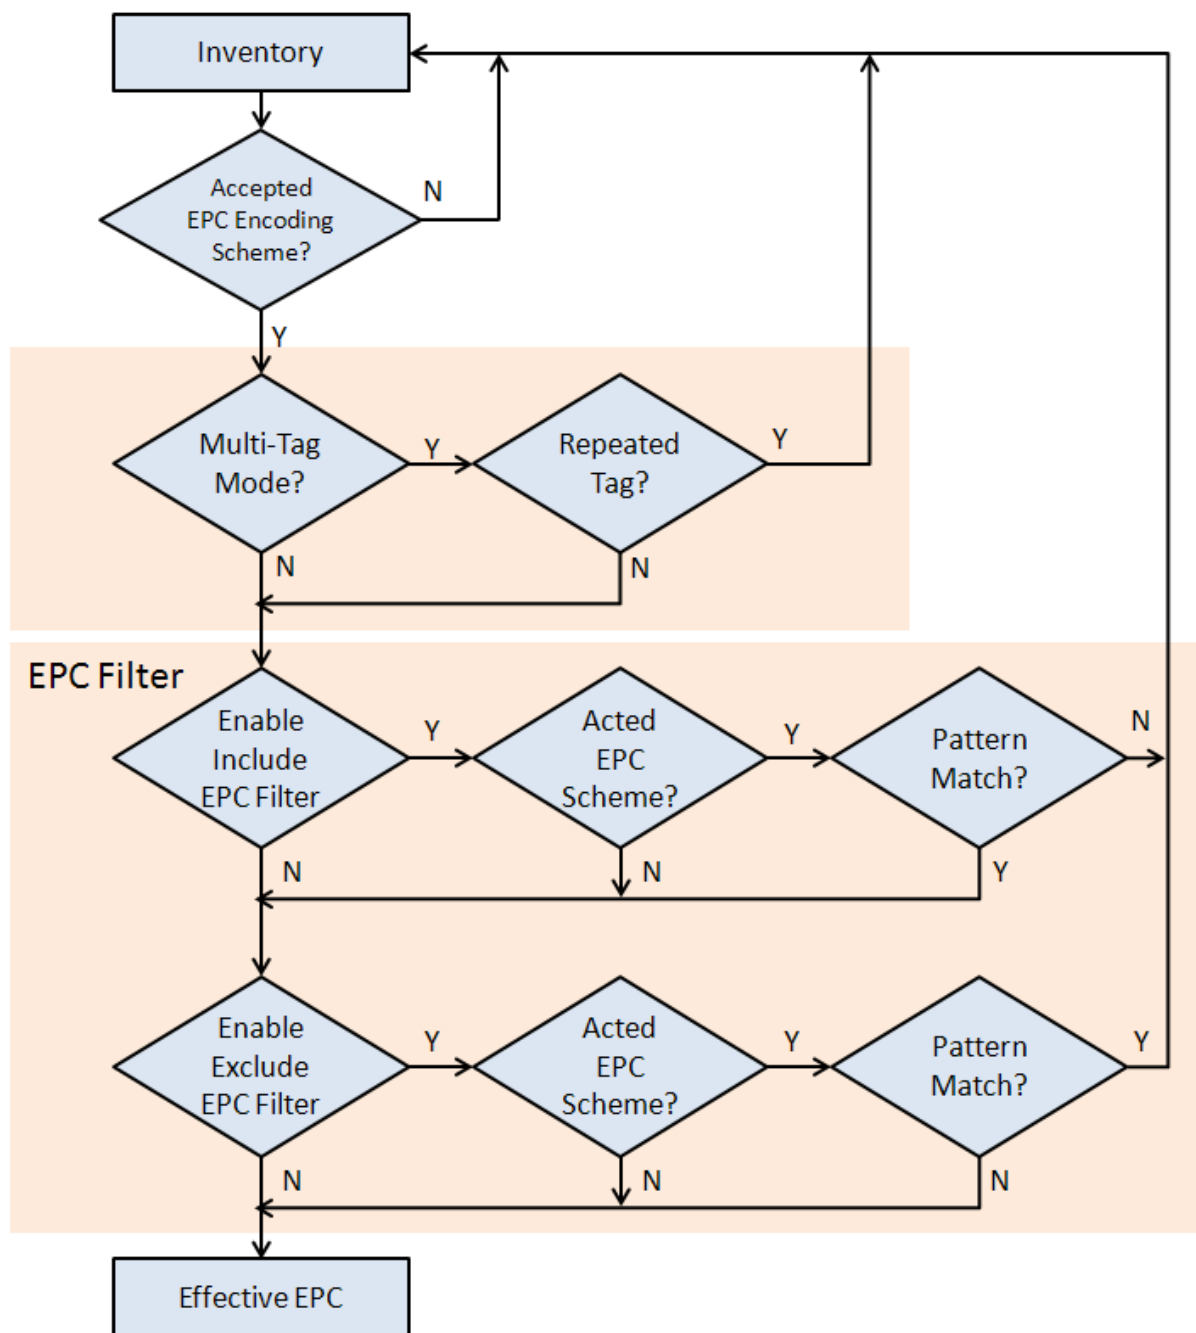 Inventory
Accepted
EPC Encoding
Scheme?
N
Y
Multi-Tag
Mode?
Y
Repeated
Tag?
Y
N
N
EPC Filter
Enable
Include
EPC Filter
Y
Acted
EPC
Scheme?
Y
Pattern
Match?
N
N
N
Y
Enable
Exclude
EPC Filter
Y
Acted
EPC
Scheme?
Y
Pattern
Match?
Y
N
N
N
Effective EPC